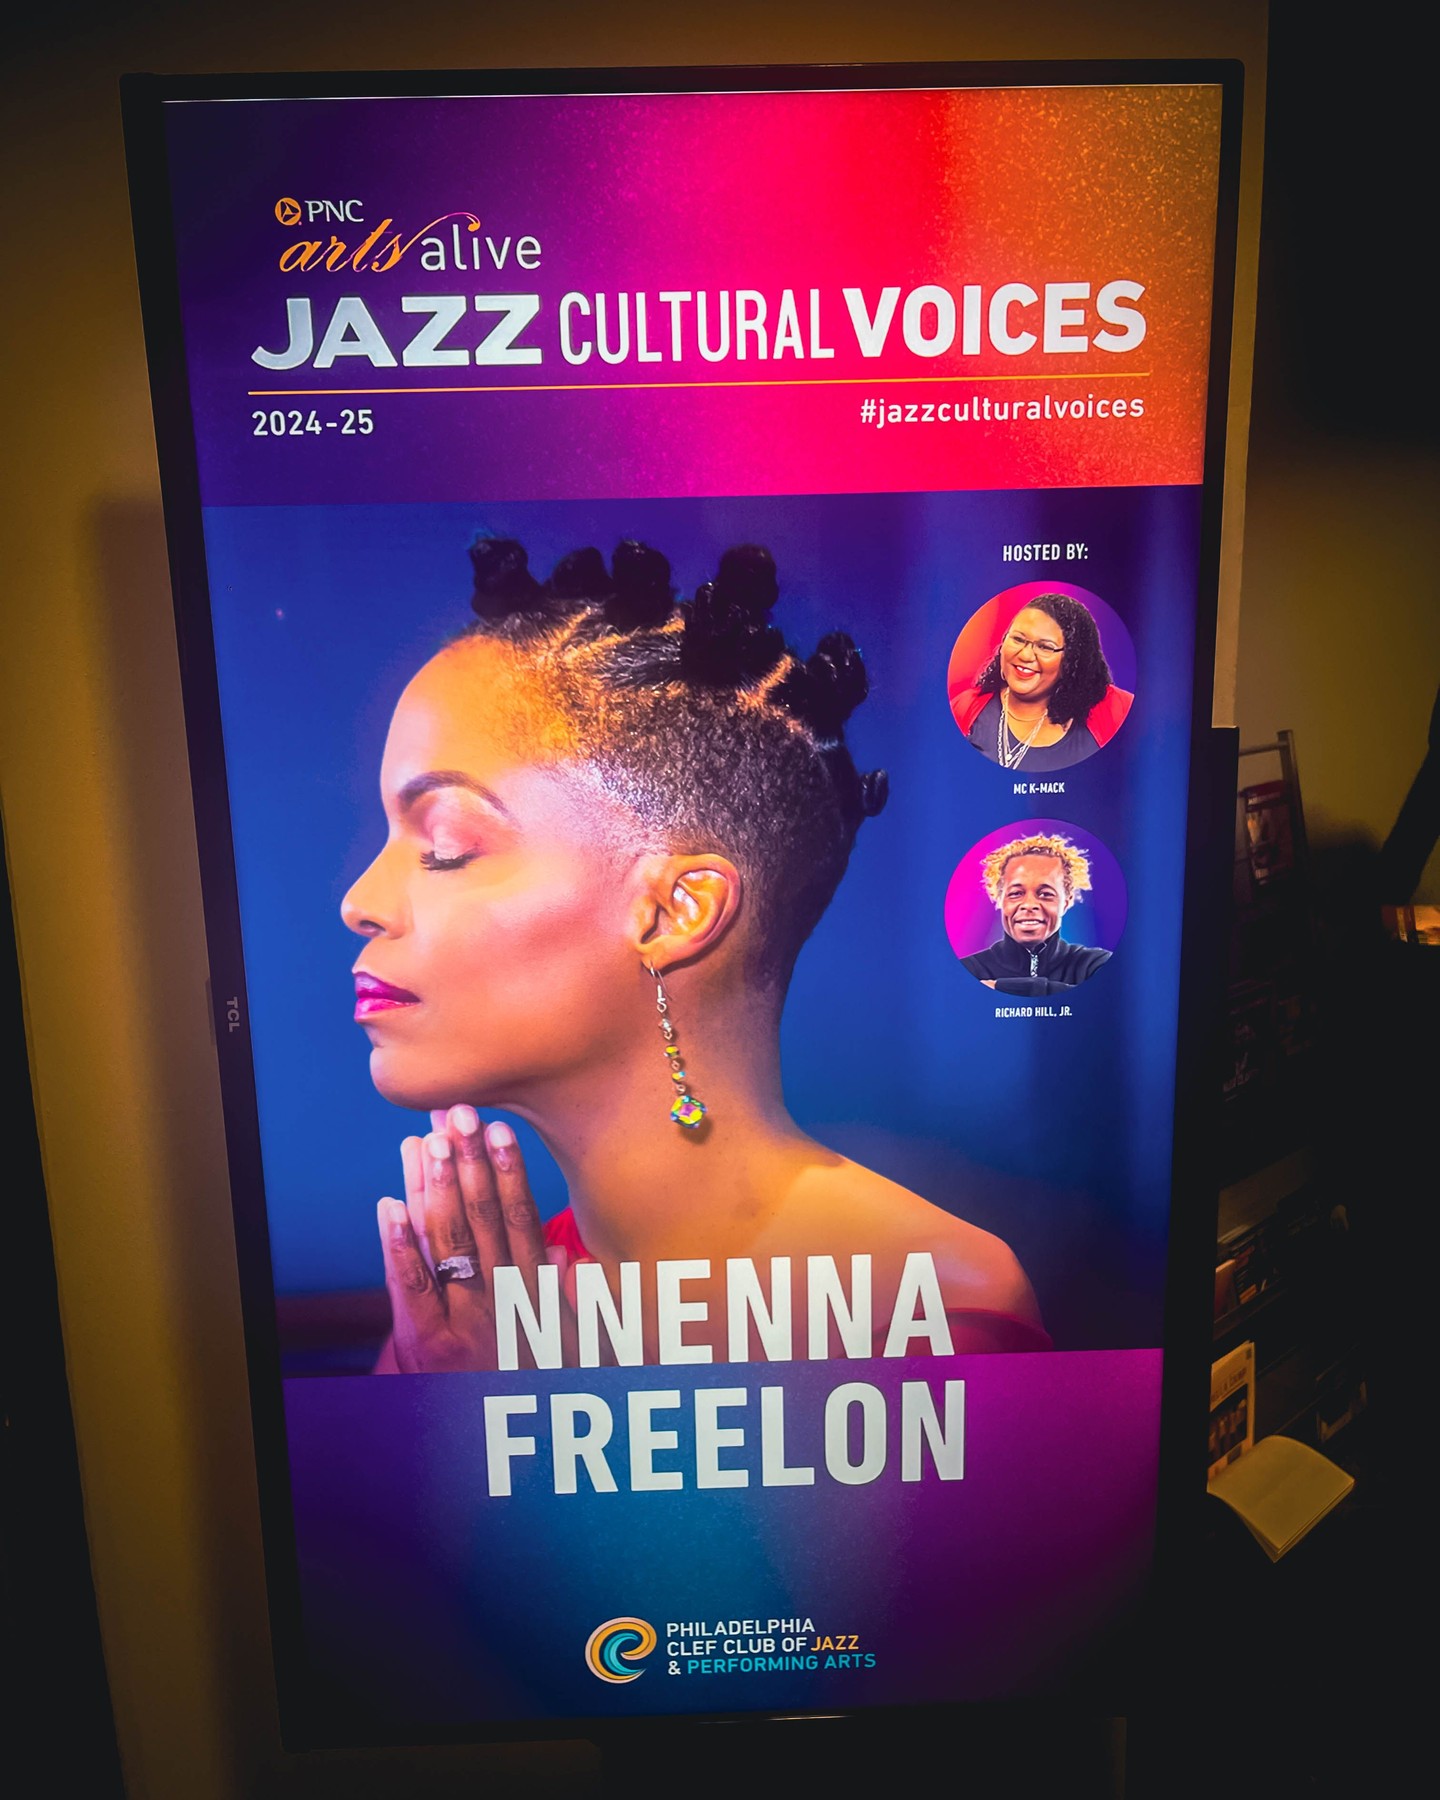 PNC
arts alive
JAZZ CULTURAL VOICES
2024-25
#jazzculturalvoices
HOSTED BY:
MC K-MACK
RICHARD HILL, JR.
TCL
NNENNA
FREELON
PHILADELPHIA
CLEF CLUB OF JAZZ
& PERFORMING ARTS